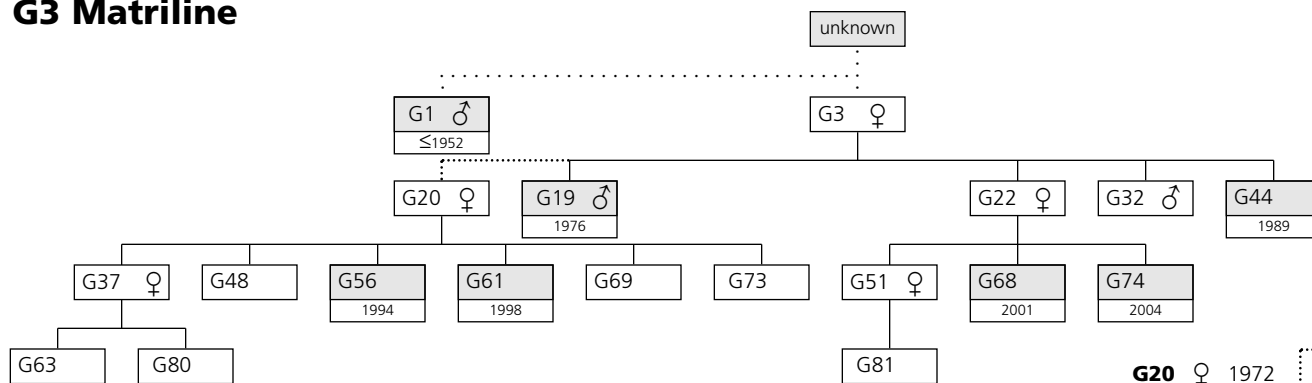 G3 Matriline
unknown
G1 ♂
≤1952
G3 ♀
G20 ♀
G19 ♂
1976
G22 ♀
G32 ♂
G44
1989
G37 ♀
G48
G56
1994
G61
1998
G69
G73
G51 ♀
G68
2001
G74
2004
G63
G80
G81
G20 ♀ 1972